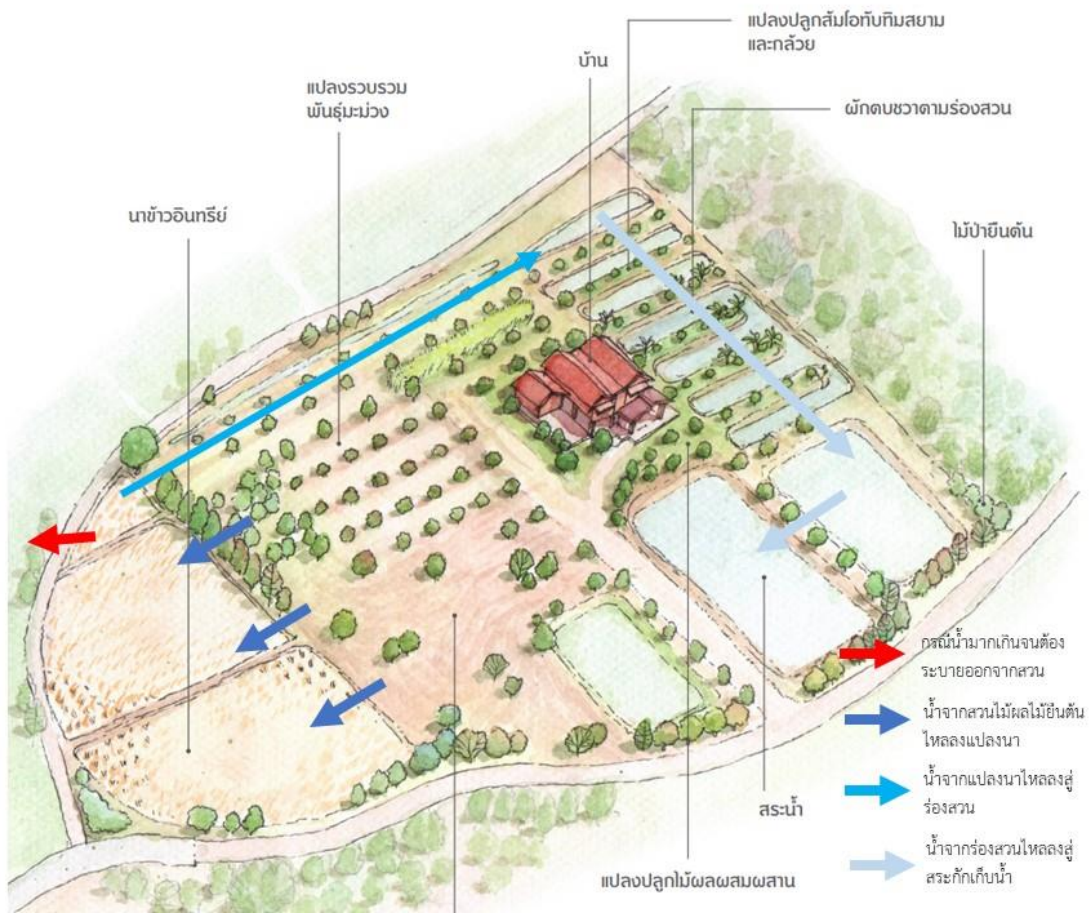 แปลงปลูกส้มโอทับทิมสยาม
และกล้วย
บ้าน
แปลงรวบรวม
พันธุ์มะม่วง
ผักตบชวาตามร่องสวน
นาข้าวอินทรีย์
ไม้ป่ายืนต้น
กรณีน้ำมากเกินจนต้อง
ระบายออกจากสวน
น้ำจากสวนไม้ผลไม้ยืนต้น
ไหลลงแปลงนา
น้ำจากแปลงนาไหลลงสู่
ร่องสวน
สระน้ำ
น้ำจากร่องสวนไหลลงสู่
สระกักเก็บน้ำ
แปลงปลูกไม้ผลผสมผสาน